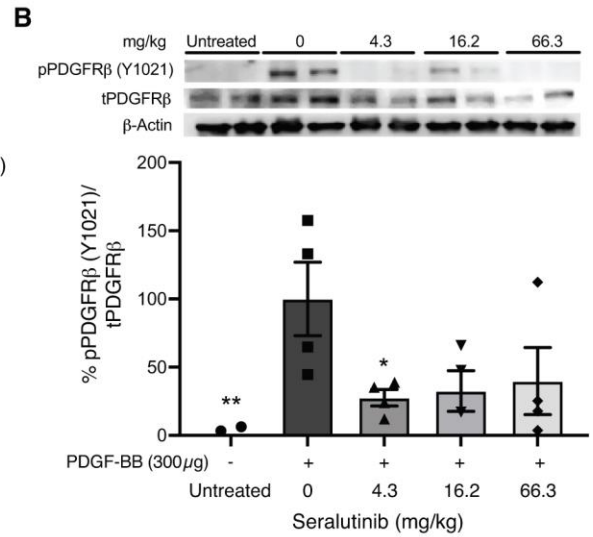 B
mg/kg Untreated 0 4.3 16.2 66.3
pPDGFRβ (Y1021)
tPDGFRβ
β-Actin
)
% pPDGFRβ (Y1021)/
tPDGFRβ
200
150
100
50
0
**
*
PDGF-BB (300µg) - + + + +
Untreated 0 4.3 16.2 66.3
Seralutinib (mg/kg)